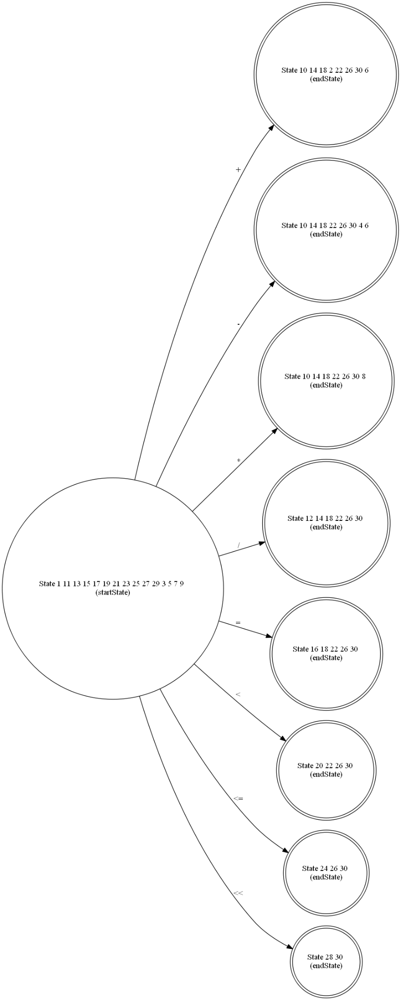 State 10 14 18 2 22 26 30 6
(endState)
+
State 10 14 18 22 26 30 4 6
(endState)
-
State 10 14 18 22 26 30 8
(endState)
*
State 12 14 18 22 26 30
(endState)
/
State 1 11 13 15 17 19 21 23 25 27 29 3 5 7 9
(startState)
=
State 16 18 22 26 30
(endState)
<
State 20 22 26 30
(endState)
<=
State 24 26 30
(endState)
<<
State 28 30
(endState)